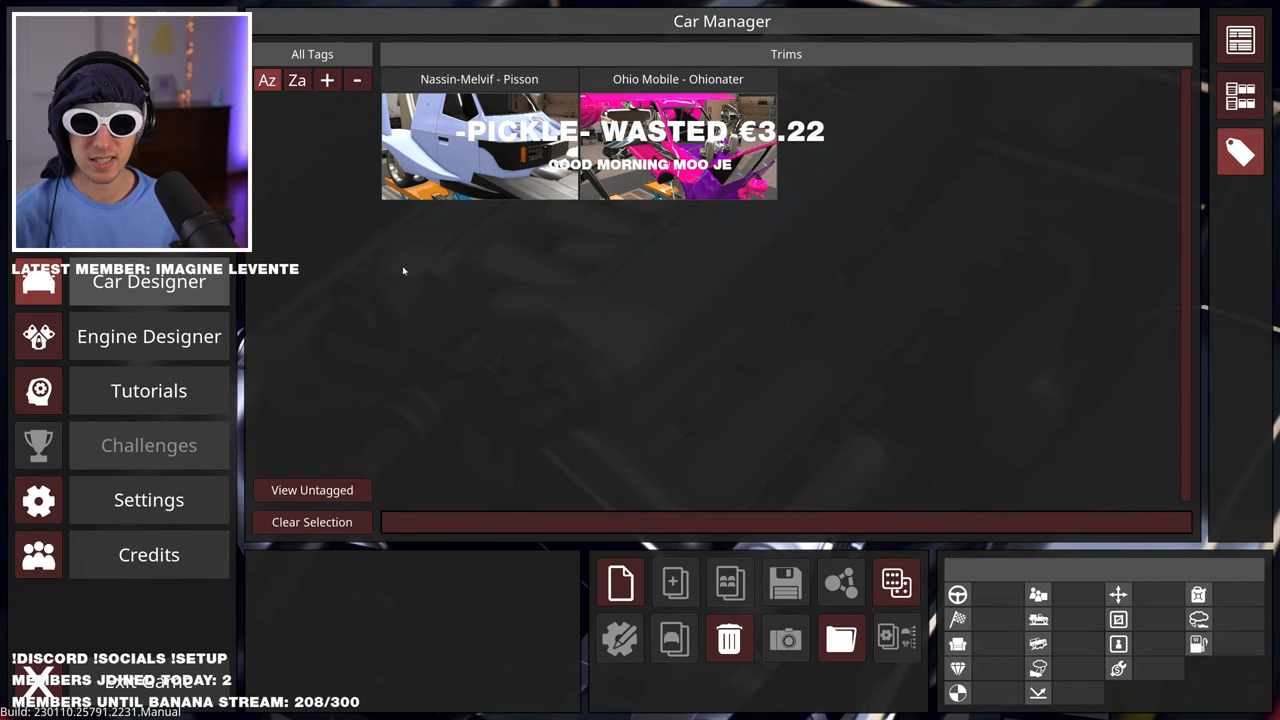 Car Manager
All Tags
Trims
Az
Za
+
-
Nassin-Melvif - Pisson
Ohio Mobile - Ohionater
-PICKLE- WASTED €3.22
GOOD MORNING MOO JE
LATEST MEMBER: IMAGINE LEVENTE
Car Designer
Engine Designer
Tutorials
Challenges
Settings
Credits
Exit Game
View Untagged
Clear Selection
!DISCORD !SOCIALS !SETUP
MEMBERS JOINED TODAY: 2
MEMBERS UNTIL BANANA STREAM: 208/300
Build: 230110.25791.2231.Manual